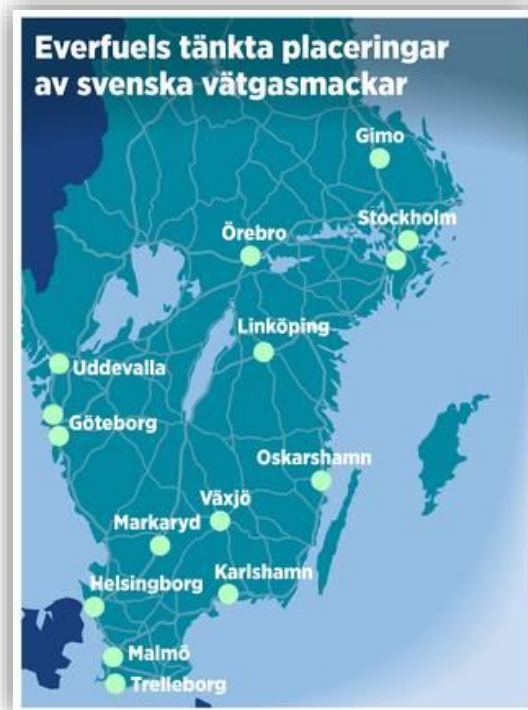 Everfuels tänkta placeringar
av svenska vätgasmackar
Gimo
Stockholm
Örebro
Linköping
Uddevalla
Göteborg
Oskarshamn
Växjö
Markaryd
Helsingborg
Karlshamn
Malmö
Trelleborg